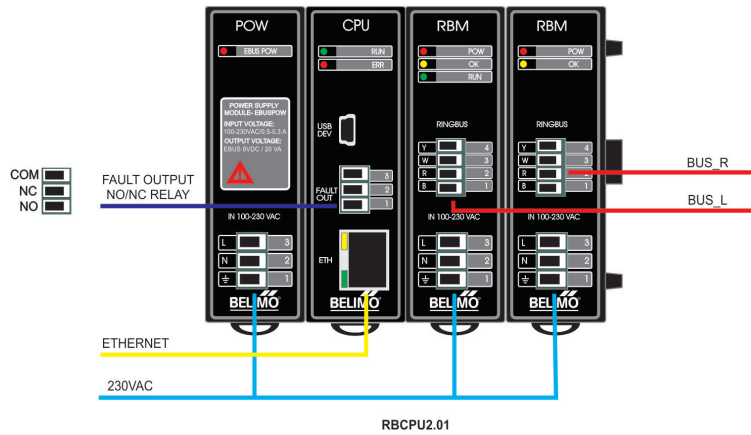 POW
EBUS POW
POWER SUPPLY
MODULE- EBUSPOW
INPUT VOLTAGE:
100-230VAC/0,5-0,3 A
OUTPUT VOLTAGE:
EBUS 8VDC / 20 VA
IN 100-230 VAC
L 3
N 2
1
BELIMO
CPU
RUN
ERR
USB
DEV
3
FAULT 2
OUT 1
ETH
BELIMO
RBM
POW
OK
RUN
RINGBUS
Y 4
W 3
R 2
B 1
IN 100-230 VAC
L 3
N 2
1
BELIMO
RBM
POW
OK
RINGBUS
Y 4
W 3
R 2
B 1
IN 100-230 VAC
L 3
N 2
1
BELIMO
COM
NC
NO
FAULT OUTPUT
NO/NC RELAY
BUS_R
BUS_L
ETHERNET
230VAC
RBCPU2.01